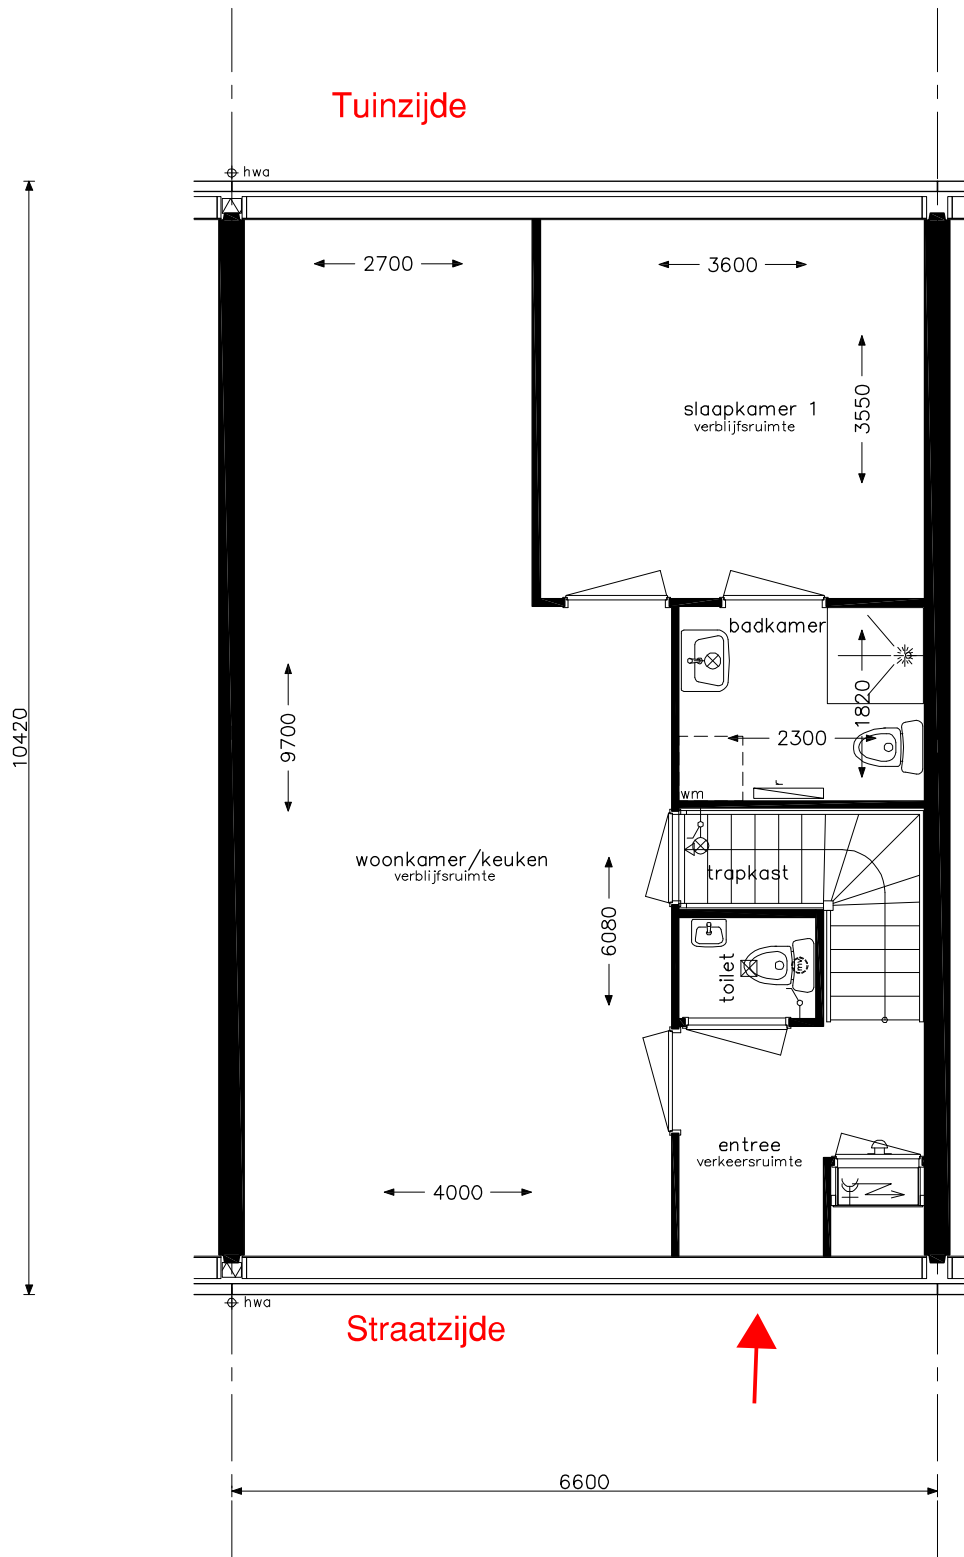 Tuinzijde
hwa
2700
3600
3550
slaapkamer 1
verblijfsruimte
badkamer
1820
2300
10420
9700
r
wm
woonkamer/keuken
verblijfsruimte
trapkast
6080
toilet
mv
entree
verkeersruimte
4000
hwa
Straatzijde
6600